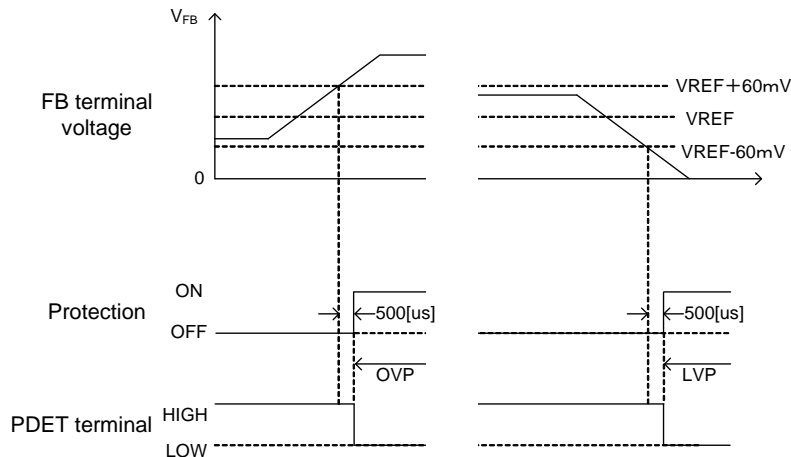 VFB
FB terminal
voltage
VREF+60mV
VREF
VREF-60mV
0
Protection
ON
OFF
500[us]
500[us]
OVP
LVP
PDET terminal
HIGH
LOW